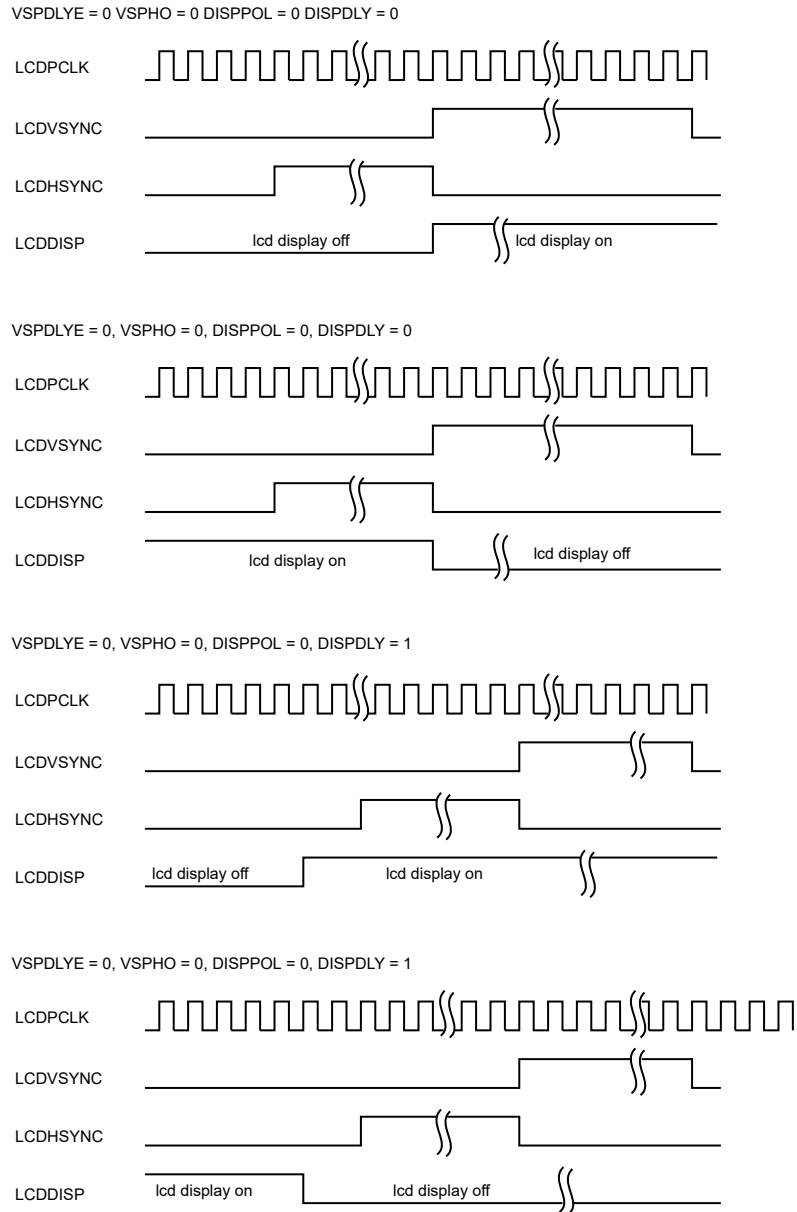 VSPDLYE = 0 VSPHO = 0 DISPPOL = 0 DISPDLY = 0
LCDPCLK
LCDVSYNC
LCDHSYNC
LCDDISP lcd display off lcd display on
VSPDLYE = 0, VSPHO = 0, DISPPOL = 0, DISPDLY = 0
LCDPCLK
LCDVSYNC
LCDHSYNC
LCDDISP lcd display on lcd display off
VSPDLYE = 0, VSPHO = 0, DISPPOL = 0, DISPDLY = 1
LCDPCLK
LCDVSYNC
LCDHSYNC
LCDDISP lcd display off lcd display on
VSPDLYE = 0, VSPHO = 0, DISPPOL = 0, DISPDLY = 1
LCDPCLK
LCDVSYNC
LCDHSYNC
LCDDISP lcd display on lcd display off